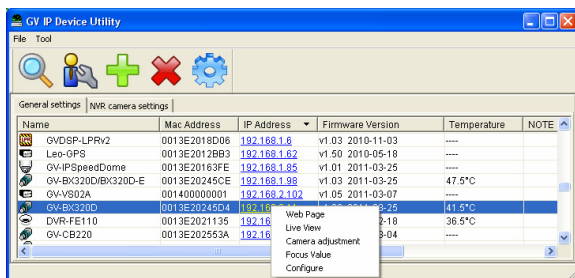 GV IP Device Utility
File Tool
General settings NVR camera settings
Name Mac Address IP Address Firmware Version Temperature NOTE
GVDSP-LPRv2 0013E2018D06 192.168.1.6 v1.03 2010-11-03 ----
Leo-GPS 0013E2012BB3 192.168.1.62 v1.50 2010-05-18 ----
GV-IPSpeedDome 0013E20163FE 192.168.1.85 v1.01 2011-03-25 ----
GV-BX320D/BX320D-E 0013E20245CE 192.168.1.98 v1.03 2011-03-25 47.5°C
GV-VS02A 001400000001 192.168.2.102 v1.05 2011-03-07 ----
GV-BX320D 0013E20245D4 41.5°C
DVR-FE110 0013E2021135 192.16 2-18 36.5°C
GV-CB220 0013E202553A 192.16 3-04 ----
Web Page
Live View
Camera adjustment
Focus Value
Configure